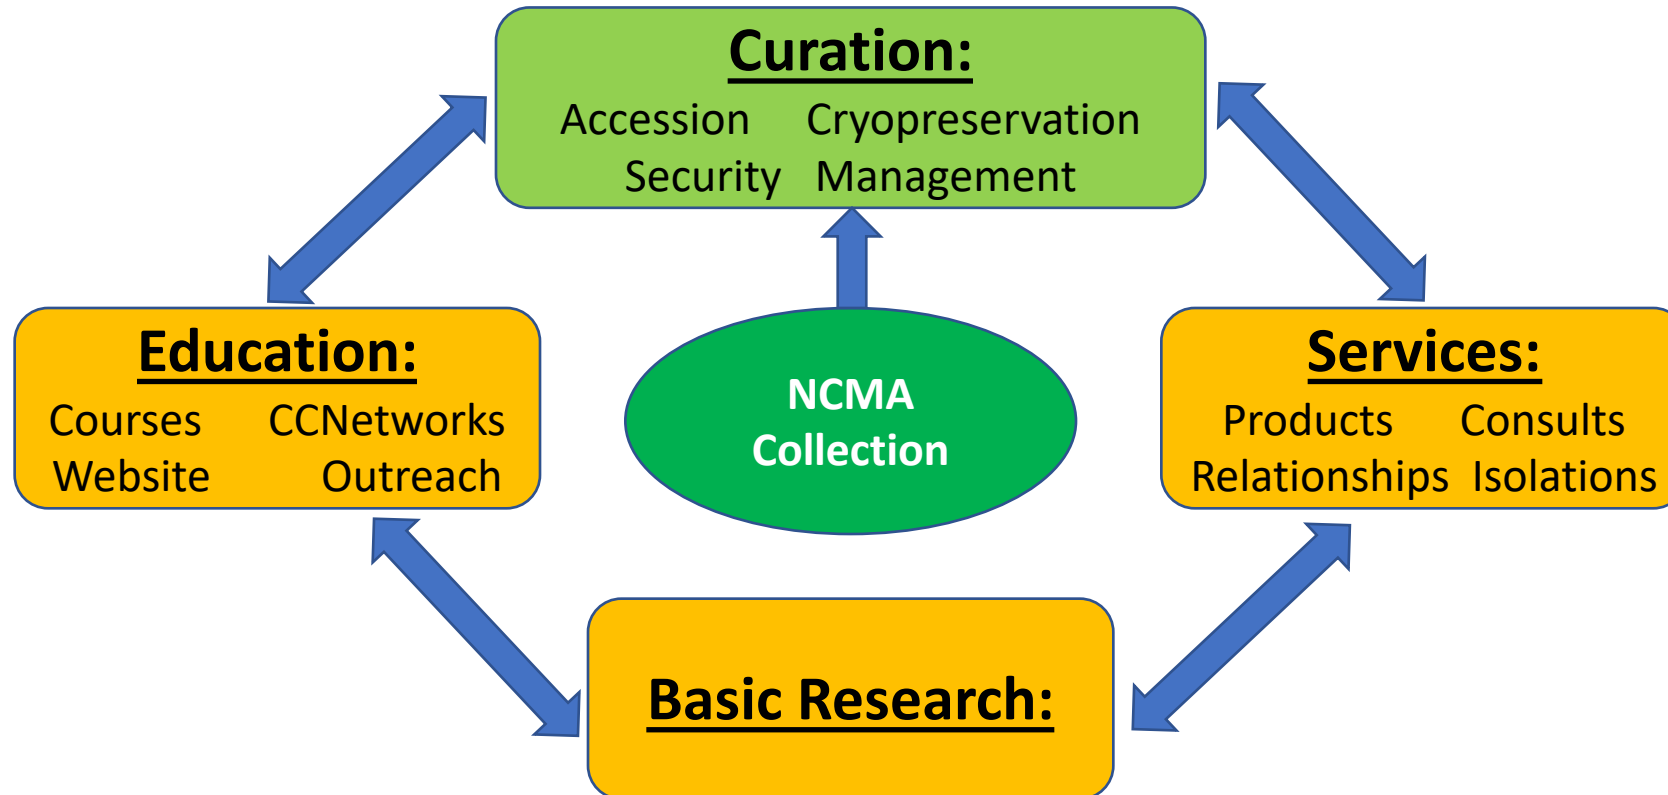 Curation:
Accession Cryopreservation
Security Management
Education:
Courses CCNetworks
Website Outreach
NCMA
Collection
Services:
Products Consults
Relationships Isolations
Basic Research: